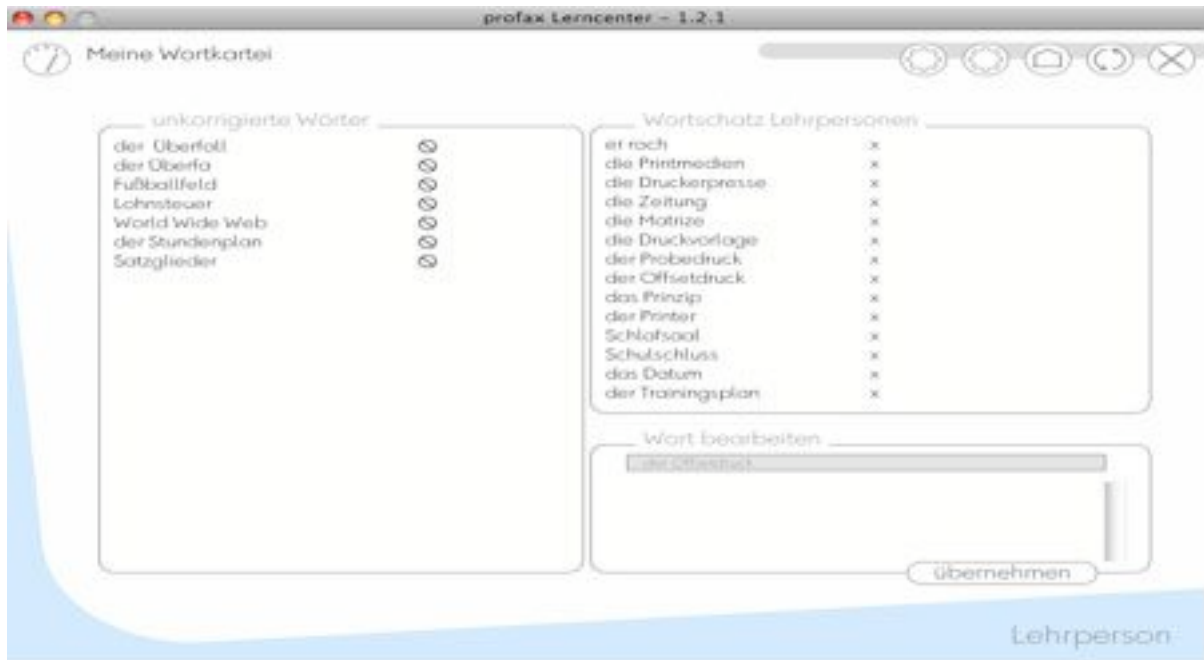 profax Lerncenter – 1.2.1
Meine Wortkartei
unkorrigierte Wörter
der Überfall
der Überfa
Fußballfeld
Lohnsteuer
World Wide Web
der Stundenplan
Satzglieder
Wortschatz Lehrpersonen
er roch x
die Printmedien x
die Druckerpresse x
die Zeitung x
die Matrize x
die Druckvorlage x
der Probedruck x
der Offsetdruck x
das Prinzip x
der Printer x
Schlafsaal x
Schulschluss x
das Datum x
der Trainingsplan x
Wort bearbeiten
der Offsetdruck
übernehmen
Lehrperson